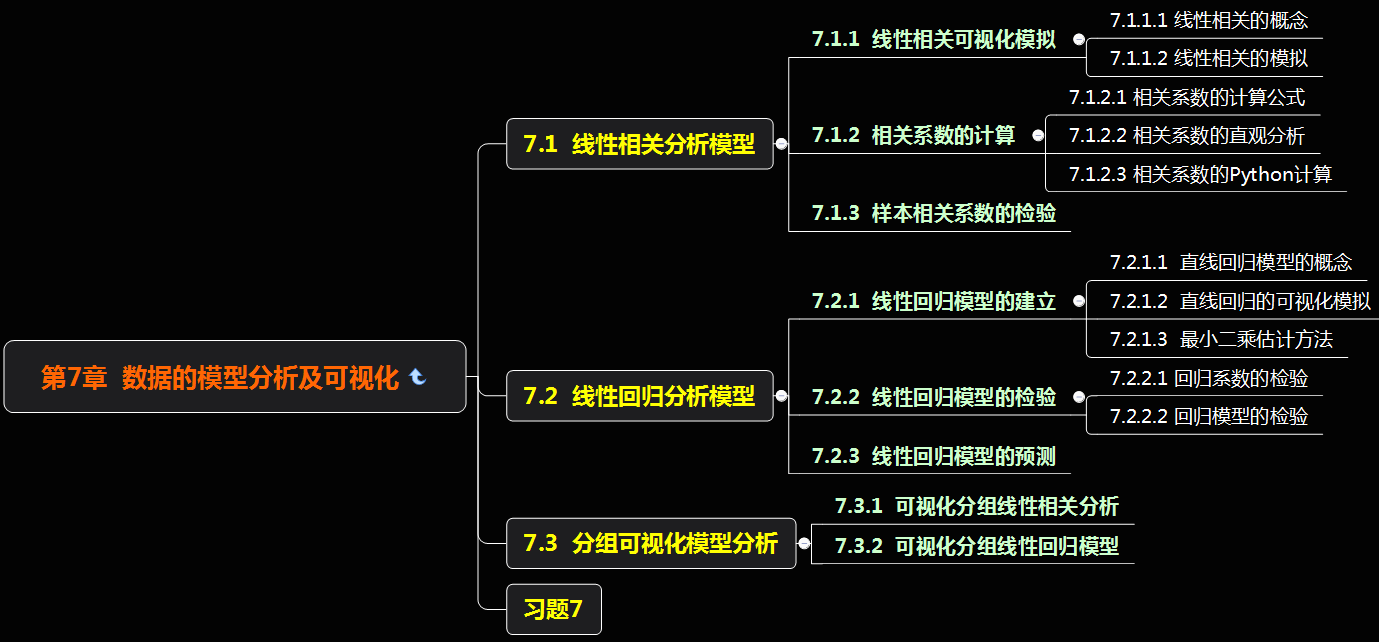 第7章 数据的模型分析及可视化
7.1 线性相关分析模型
7.1.1 线性相关可视化模拟
7.1.1.1 线性相关的概念
7.1.1.2 线性相关的模拟
7.1.2 相关系数的计算
7.1.2.1 相关系数的计算公式
7.1.2.2 相关系数的直观分析
7.1.2.3 相关系数的Python计算
7.1.3 样本相关系数的检验
7.2 线性回归分析模型
7.2.1 线性回归模型的建立
7.2.1.1 直线回归模型的概念
7.2.1.2 直线回归的可视化模拟
7.2.1.3 最小二乘估计方法
7.2.2 线性回归模型的检验
7.2.2.1 回归系数的检验
7.2.2.2 回归模型的检验
7.2.3 线性回归模型的预测
7.3 分组可视化模型分析
7.3.1 可视化分组线性相关分析
7.3.2 可视化分组线性回归模型
习题7